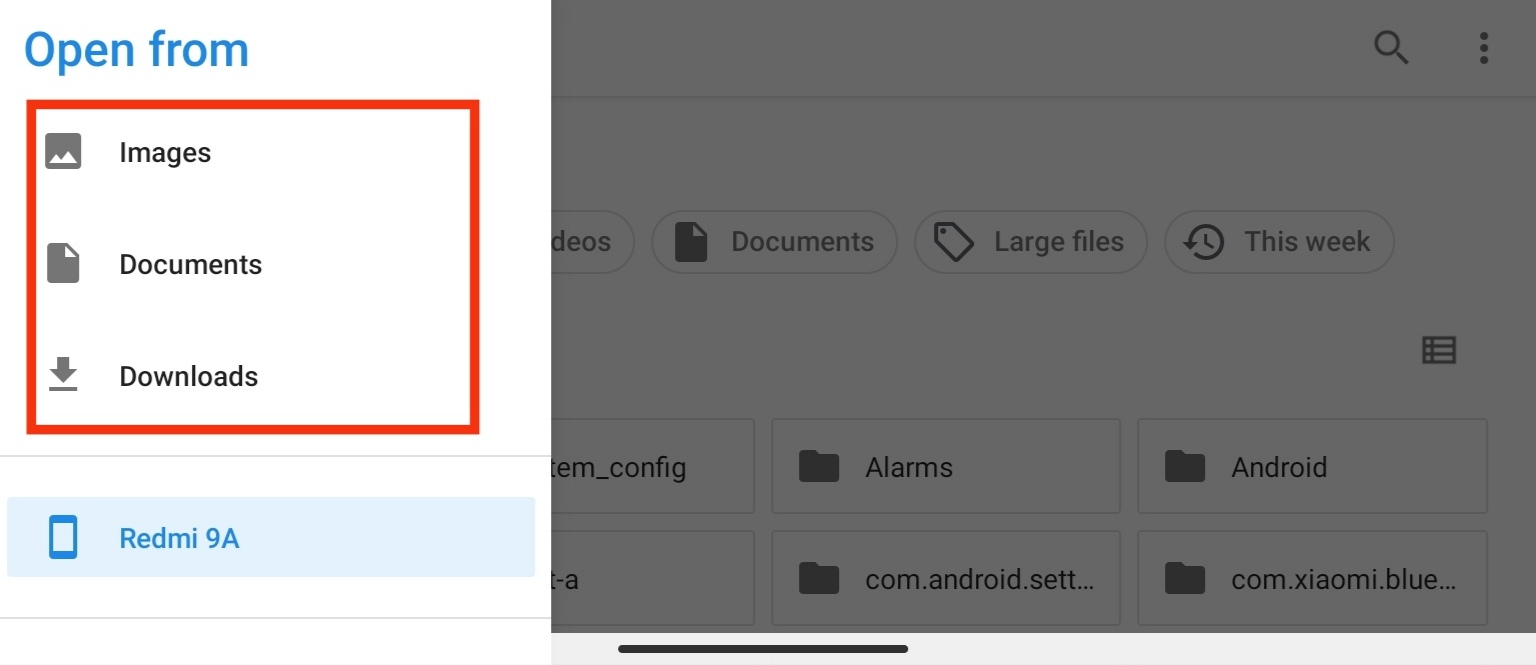 Open from
Images
Documents
Downloads
Redmi 9A
deos
Documents
Large files
This week
tem_config
Alarms
Android
t-a
com.android.sett...
com.xiaomi.blue...